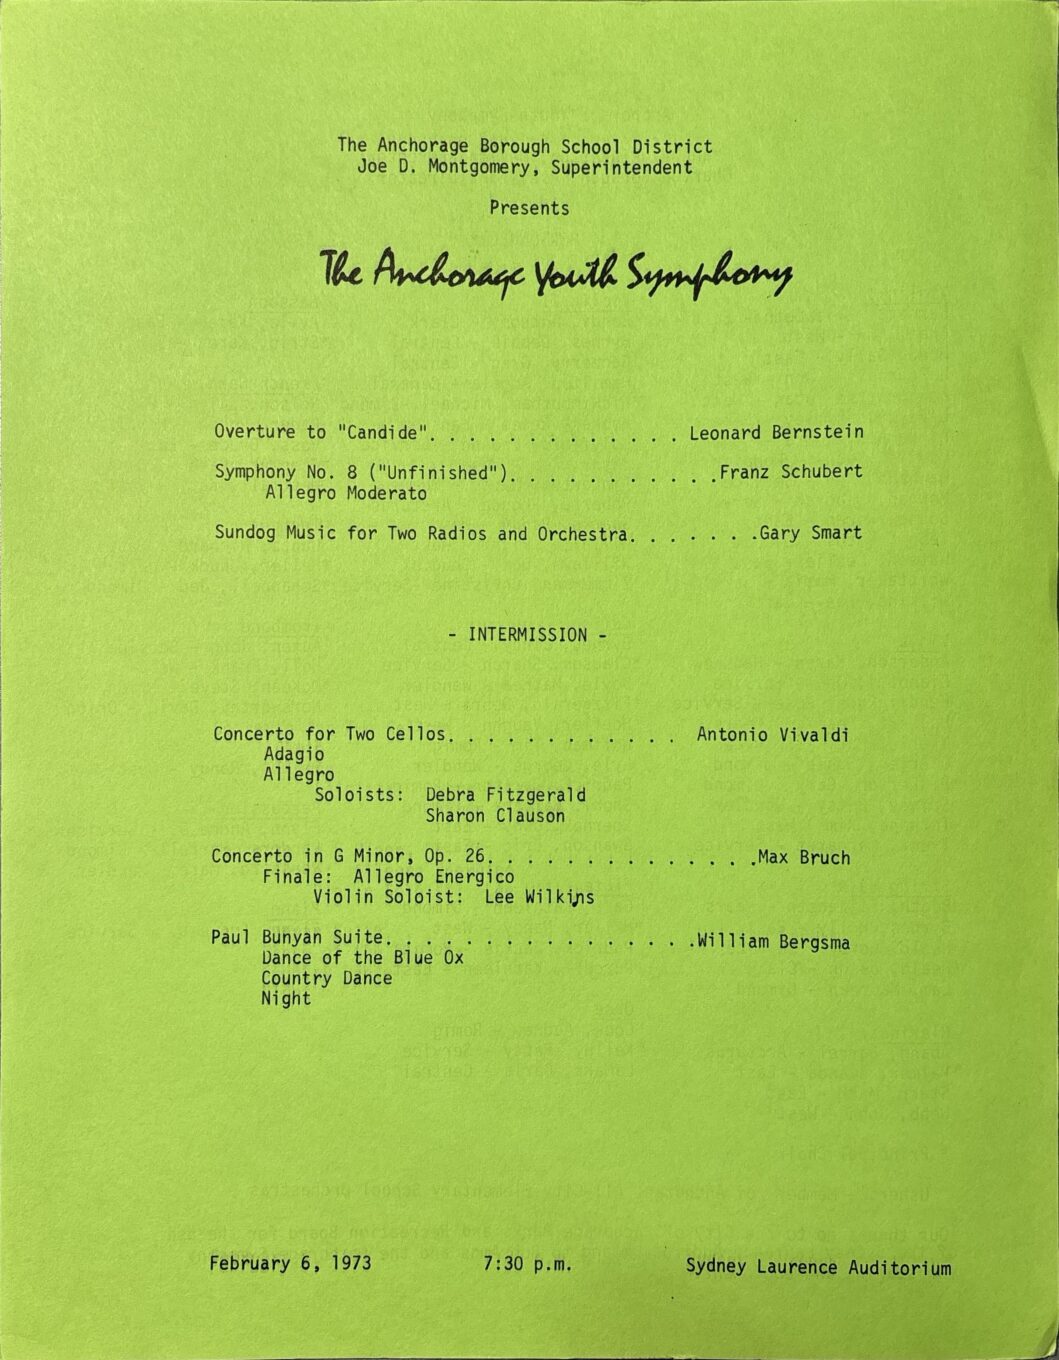 The Anchorage Borough School District
Joe D. Montgomery, Superintendent
Presents
The Anchorage Youth Symphony
Overture to "Candide". . . . . . . . . . . . . Leonard Bernstein
Symphony No. 8 ("Unfinished"). . . . . . . . . . .Franz Schubert
Allegro Moderato
Sundog Music for Two Radios and Orchestra. . . . . . .Gary Smart
- INTERMISSION -
Concerto for Two Cellos. . . . . . . . . . . . Antonio Vivaldi
Adagio
Allegro
Soloists: Debra Fitzgerald
Sharon Clauson
Concerto in G Minor, Op. 26. . . . . . . . . . . . . .Max Bruch
Finale: Allegro Energico
Violin Soloist: Lee Wilkins
Paul Bunyan Suite. . . . . . . . . . . . . . . .William Bergsma
Dance of the Blue Ox
Country Dance
Night
February 6, 1973 7:30 p.m. Sydney Laurence Auditorium